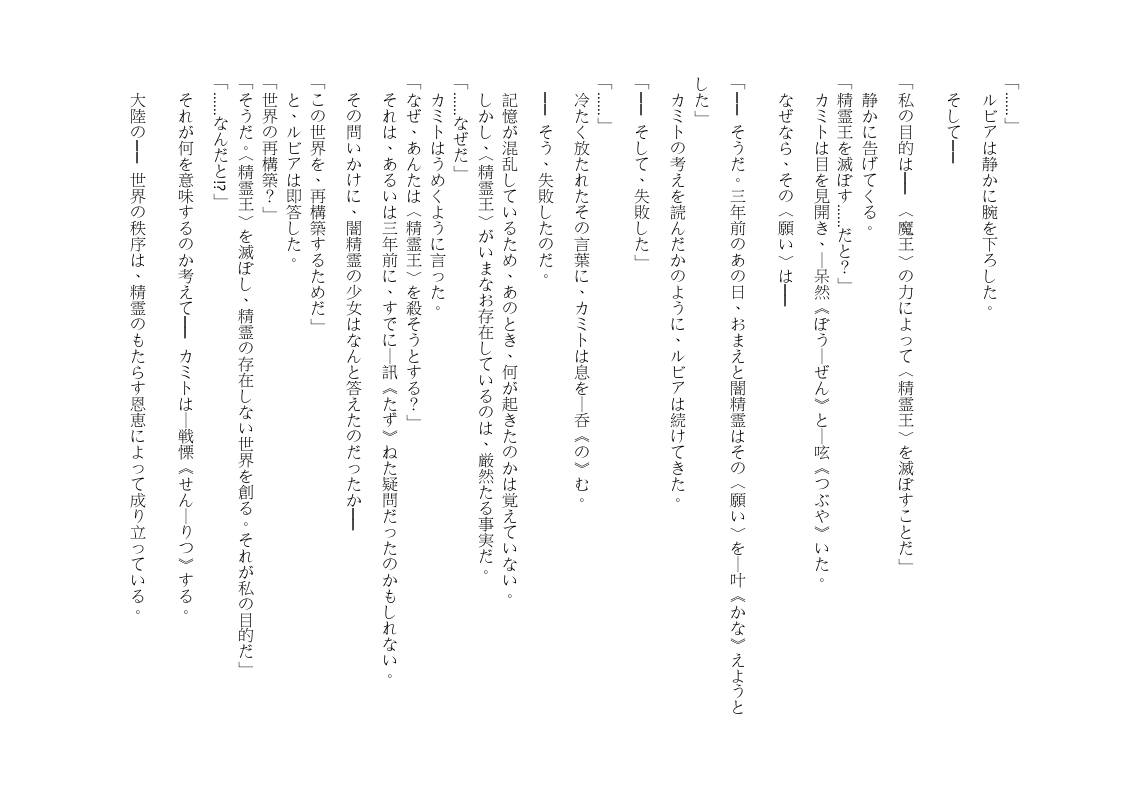 「……」
ルビアは静かに腕を下ろした。
そして━━
「私の目的は━━　〈魔王〉の力によって〈精霊王〉を滅ぼすことだ」
静かに告げてくる。
「精霊王を滅ぼす……だと？」
カミトは目を見開き、―呆然《ぼう―ぜん》と―呟《つぶや》いた。
なぜなら、その〈願い〉は━━
「━━　そうだ。三年前のあの日、おまえと闇精霊はその〈願い〉を―叶《かな》えようと
した」
カミトの考えを読んだかのように、ルビアは続けてきた。
「━━　そして、失敗した」
「……」
冷たく放たれたその言葉に、カミトは息を―呑《の》む。
━━　そう、失敗したのだ。
記憶が混乱しているため、あのとき、何が起きたのかは覚えていない。
しかし、〈精霊王〉がいまなお存在しているのは、厳然たる事実だ。
「……なぜだ」
カミトはうめくように言った。
「なぜ、あんたは〈精霊王〉を殺そうとする？」
それは、あるいは三年前に、すでに―訊《たず》ねた疑問だったのかもしれない。
その問いかけに、闇精霊の少女はなんと答えたのだったか━━
「この世界を、再構築するためだ」
と、ルビアは即答した。
「世界の再構築？」
「そうだ。〈精霊王〉を滅ぼし、精霊の存在しない世界を創る。それが私の目的だ」
「……なんだと!?」
それが何を意味するのか考えて━━　カミトは―戦慄《せん―りつ》する。
大陸の━━　世界の秩序は、精霊のもたらす恩恵によって成り立っている。